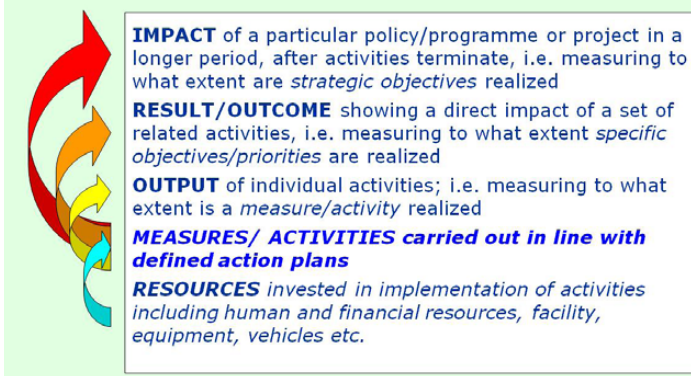 IMPACT of a particular policy/programme or project in a
longer period, after activities terminate, i.e. measuring to
what extent are strategic objectives realized
RESULT/OUTCOME showing a direct impact of a set of
related activities, i.e. measuring to what extent specific
objectives/priorities are realized
OUTPUT of individual activities; i.e. measuring to what
extent is a measure/activity realized
MEASURES/ ACTIVITIES carried out in line with
defined action plans
RESOURCES invested in implementation of activities
including human and financial resources, facility,
equipment, vehicles etc.